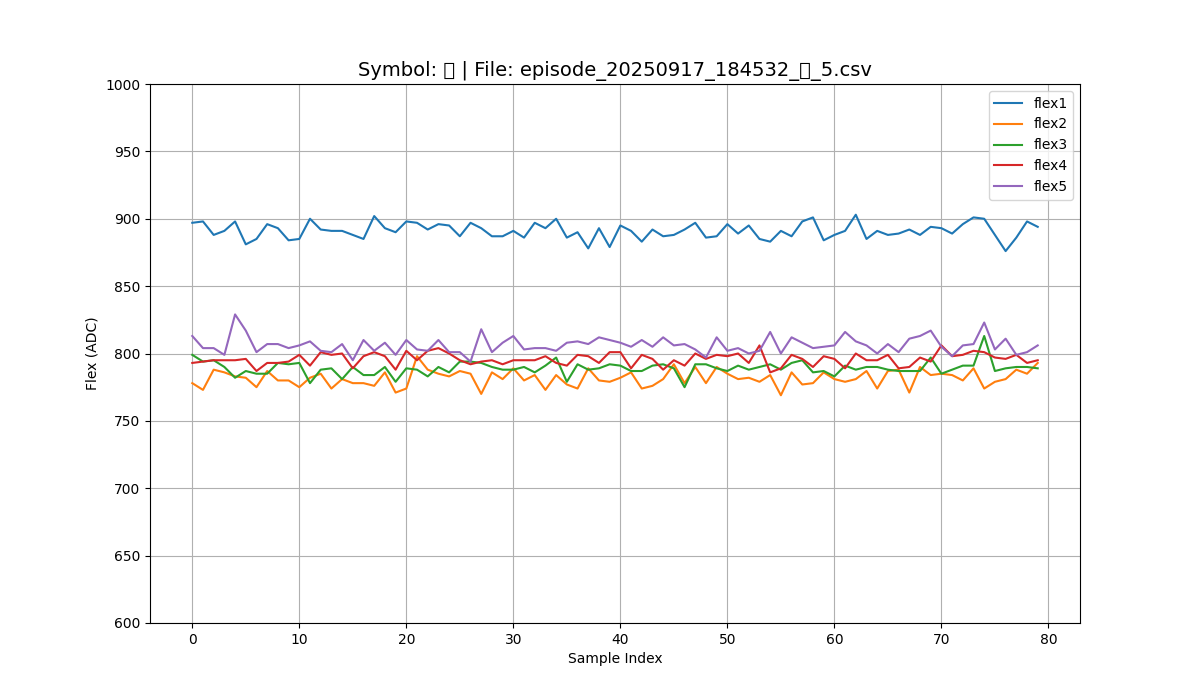 Symbol: | File: episode_20250917_184532_ _5.csv
1000
950
900
850
800
750
700
650
600
Flex (ADC)
0 10 20 30 40 50 60 70 80
Sample Index
flex1
flex2
flex3
flex4
flex5